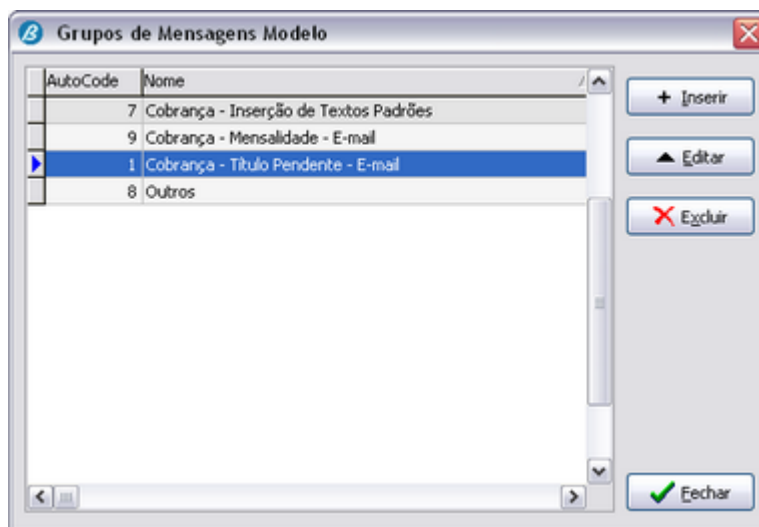 Grupos de Mensagens Modelo
AutoCode Nome
7 Cobrança - Inserção de Textos Padrões
9 Cobrança - Mensalidade - E-mail
1 Cobrança - Título Pendente - E-mail
8 Outros
+ Inserir
Editar
Excluir
Fechar